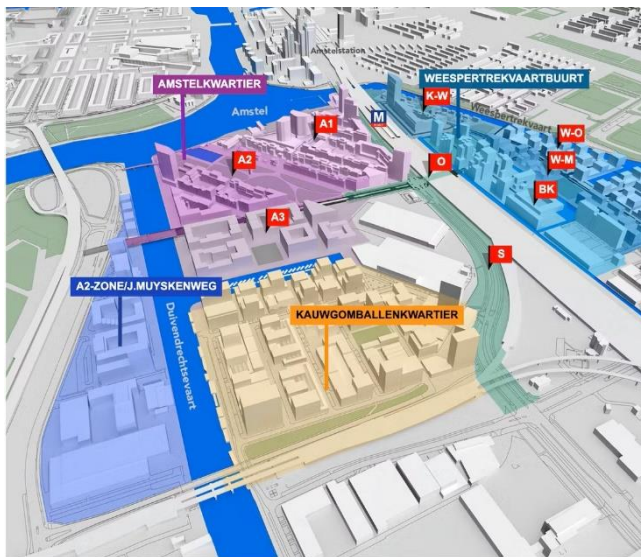 Amstelstation
AMSTELKWARTIER
WEESPERTREKVAARTBUURT
K-W
Amstel
A1
M
Weespertrekvaart
W-O
A2
O
W-M
BK
A3
S
A2-ZONE/J.MUYSKENWEG
KAUWGOMBALLENKWARTIER
Duivendrechtsevaart